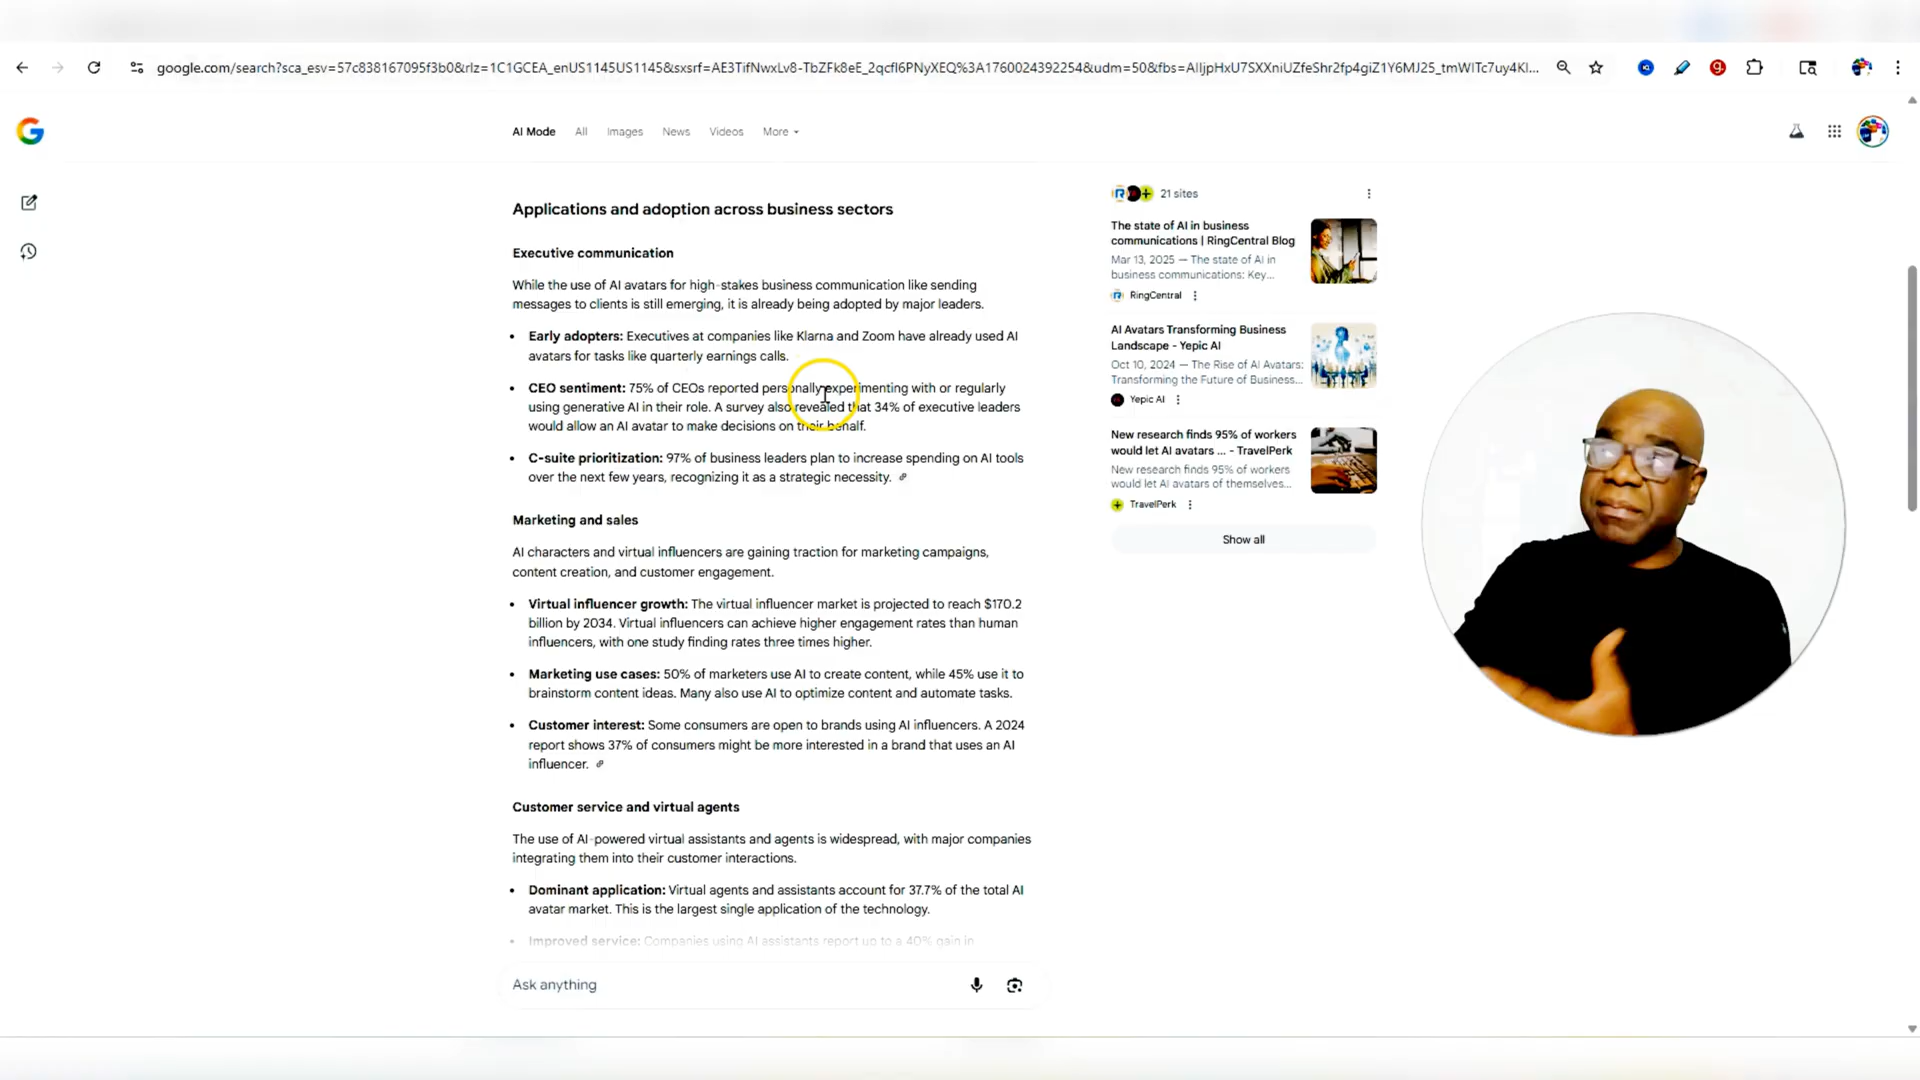 google.com/search?sca_esv=57c838167095f3b0&rlz=1C1GCEA_enUS1145US1145&sxsrf=AE3TifNwxLv8-TbZFk8eE_2qcfl6PNyXEQ%3A1760024392254&udm=50&fbs=AIIjpHxU7SXXniUZfeShr2fp4giZ1Y6MJ25_tmWITc7uy4KI...
AI Mode All Images News Videos More
Applications and adoption across business sectors
Executive communication
While the use of AI avatars for high-stakes business communication like sending
messages to clients is still emerging, it is already being adopted by major leaders.
• Early adopters: Executives at companies like Klarna and Zoom have already used AI
avatars for tasks like quarterly earnings calls.
• CEO sentiment: 75% of CEOs reported personally experimenting with or regularly
using generative AI in their role. A survey also revealed that 34% of executive leaders
would allow an AI avatar to make decisions on their behalf.
• C-suite prioritization: 97% of business leaders plan to increase spending on AI tools
over the next few years, recognizing it as a strategic necessity.
Marketing and sales
AI characters and virtual influencers are gaining traction for marketing campaigns,
content creation, and customer engagement.
• Virtual influencer growth: The virtual influencer market is projected to reach $170.2
billion by 2034. Virtual influencers can achieve higher engagement rates than human
influencers, with one study finding rates three times higher.
• Marketing use cases: 50% of marketers use AI to create content, while 45% use it to
brainstorm content ideas. Many also use AI to optimize content and automate tasks.
• Customer interest: Some consumers are open to brands using AI influencers. A 2024
report shows 37% of consumers might be more interested in a brand that uses an AI
influencer.
Customer service and virtual agents
The use of AI-powered virtual assistants and agents is widespread, with major companies
integrating them into their customer interactions.
• Dominant application: Virtual agents and assistants account for 37.7% of the total AI
avatar market. This is the largest single application of the technology.
• Improved service: Companies using AI assistants report up to a 40% gain in
Ask anything
21 sites
The state of AI in business
communications | RingCentral Blog
Mar 13, 2025 — The state of AI in
business communications: Key...
RingCentral
AI Avatars Transforming Business
Landscape - Yepic AI
Oct 10, 2024 — The Rise of AI Avatars:
Transforming the Future of Business...
Yepic AI
New research finds 95% of workers
would let AI avatars ... - TravelPerk
New research finds 95% of workers
would let AI avatars of themselves...
TravelPerk
Show all